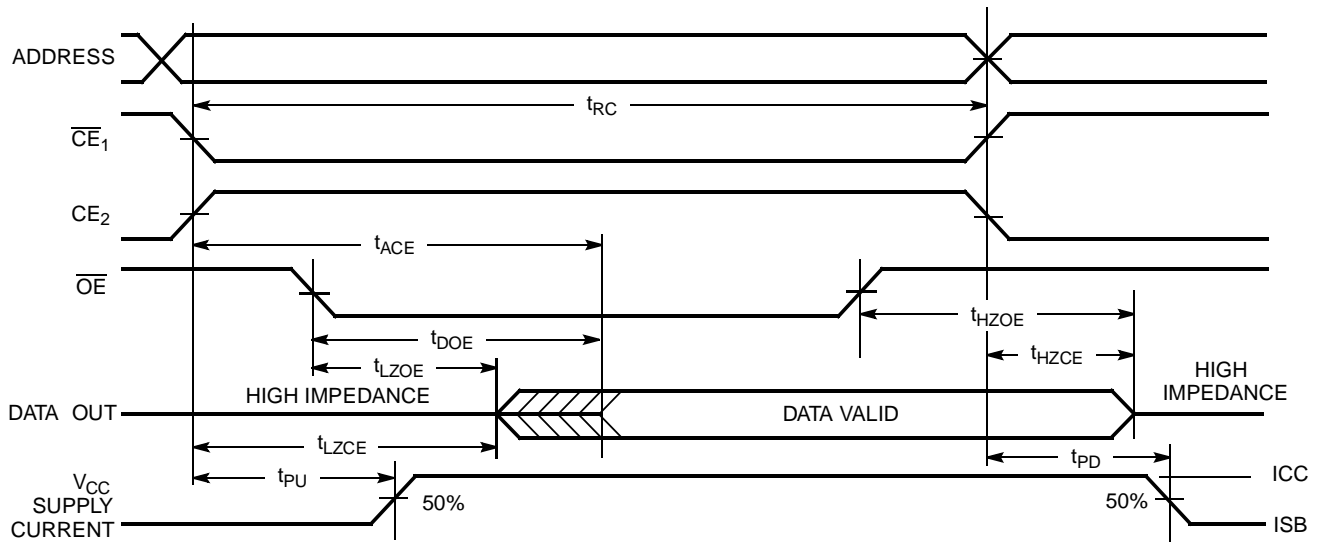 ADDRESS
tRC
CE1
CE2
tACE
OE
tHZOE
tDOE
tHZCE
tLZOE
HIGH IMPEDANCE
HIGH
IMPEDANCE
DATA OUT
DATA VALID
tLZCE
tPD
tPU
VCC
SUPPLY
CURRENT
50%
50%
ICC
ISB